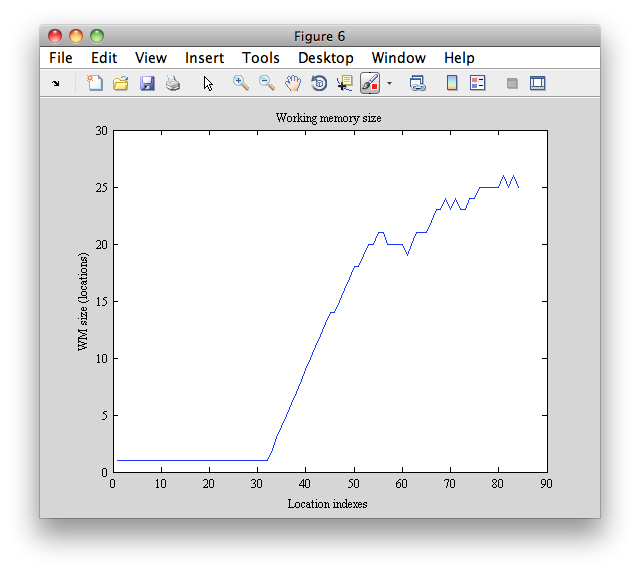 Figure 6
File Edit View Insert Tools Desktop Window Help
Working memory size
30
25
20
15
10
5
0
WM size (locations)
0 10 20 30 40 50 60 70 80 90
Location indexes